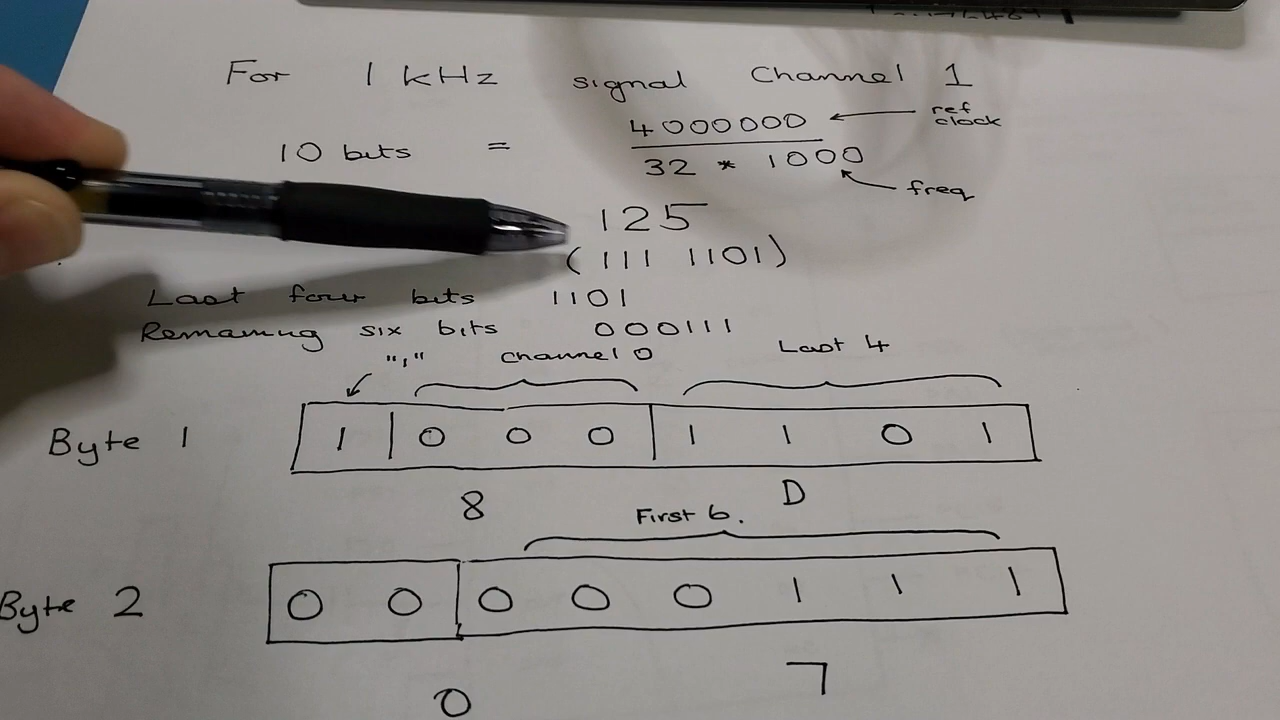 For 1 kHz signal Channel 1
4000000 ref clock
10 bits = 32 * 1000
freq
125
(111 1101)
Last four bits 1101
Remaining six bits 000111
"1" Channel 0 Last 4
Byte 1 1 0 0 0 1 1 0 1
8 D
First 6.
Byte 2 0 0 0 0 0 1 1 1
0 7